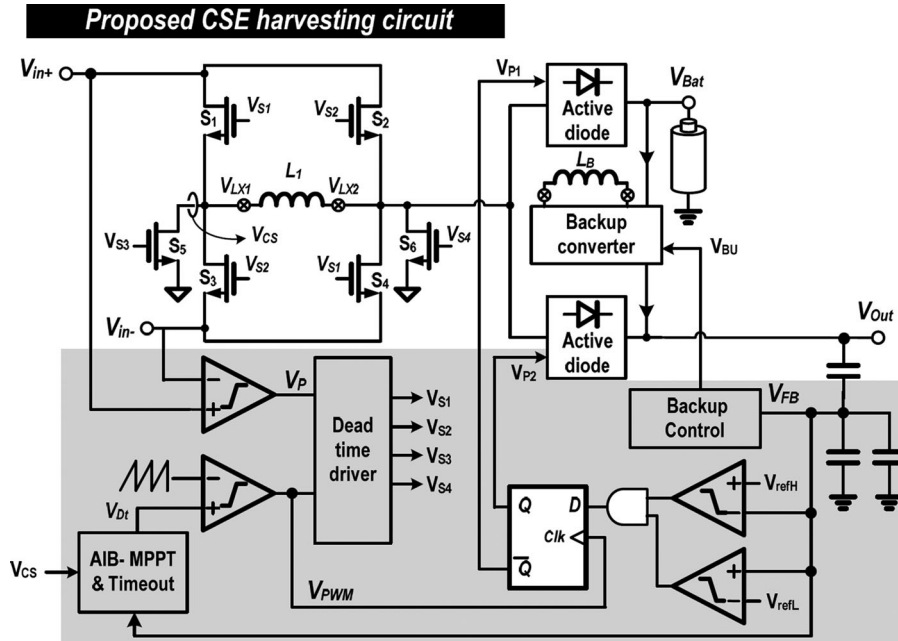 Proposed CSE harvesting circuit
Vin+
VS1
VS2
S1
S2
VP1
Active
diode
VBat
L1
VLX1
VLX2
LB
Backup
converter
VS3
S5
VCS
S3
VS2
VS1
S4
S6
VS4
VBU
Vin-
Active
diode
VOut
VP2
−
+
VP
Dead
time
driver
VS1
VS2
VS3
VS4
Backup
Control
VFB
−
+
VDt
AIB- MPPT
& Timeout
VCS
VPWM
Q
D
Clk
Q̅
+
−
VrefH
+
−
VrefL